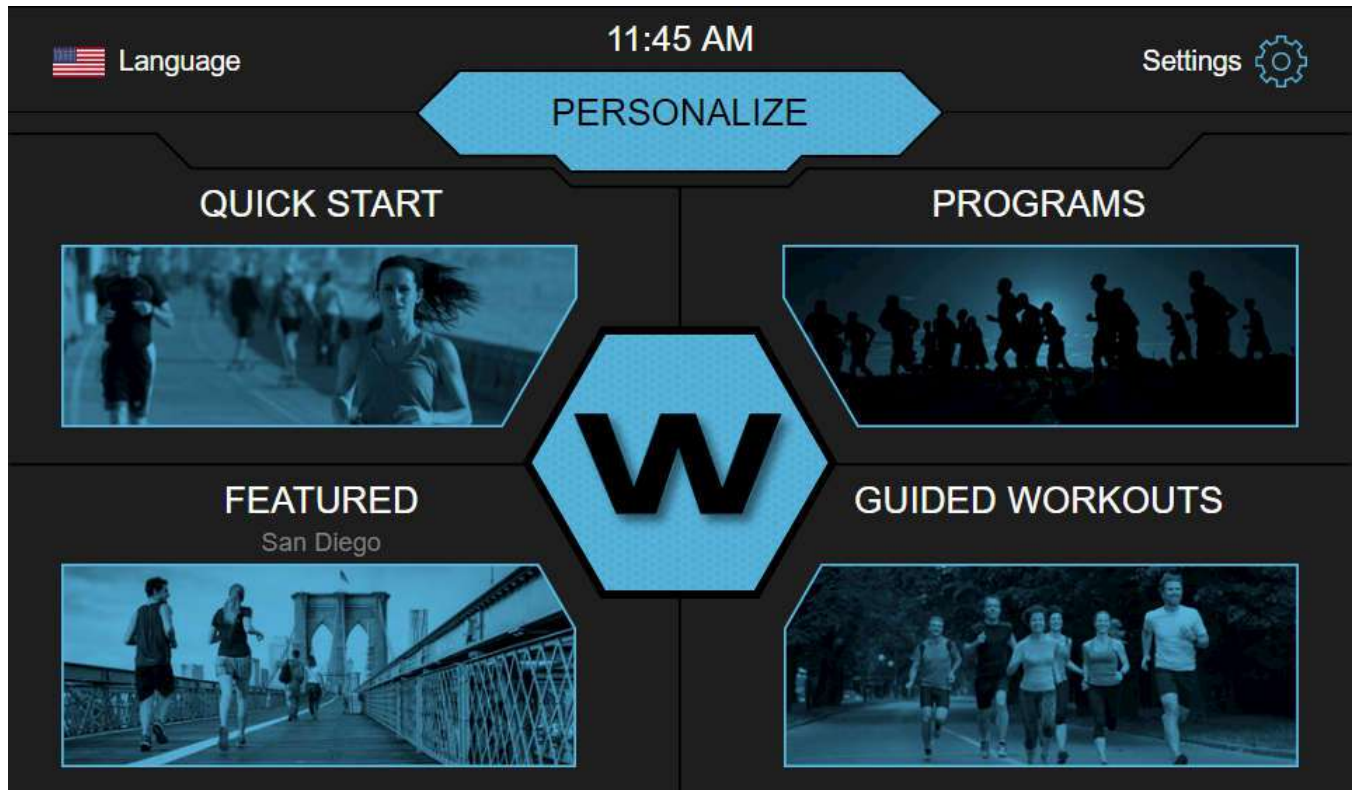 11:45 AM
Language
Settings
PERSONALIZE
QUICK START
PROGRAMS
W
FEATURED
San Diego
GUIDED WORKOUTS